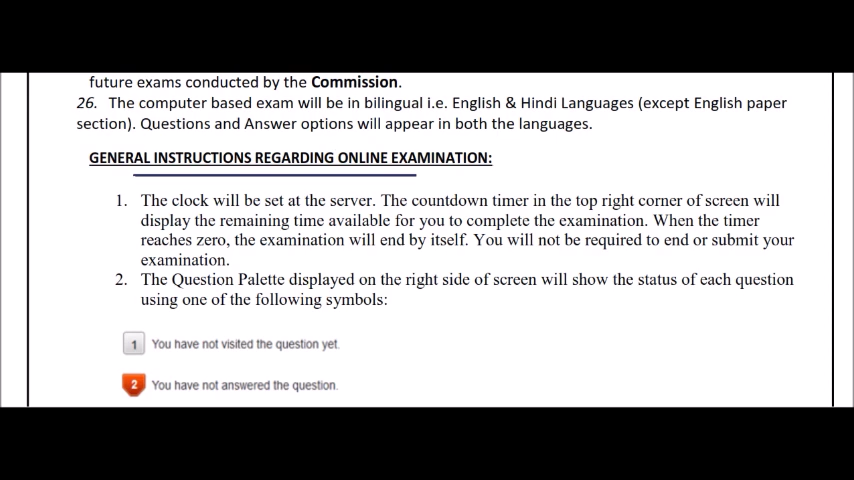 future exams conducted by the Commission.
26. The computer based exam will be in bilingual i.e. English & Hindi Languages (except English paper
section). Questions and Answer options will appear in both the languages.
GENERAL INSTRUCTIONS REGARDING ONLINE EXAMINATION:
1. The clock will be set at the server. The countdown timer in the top right corner of screen will
display the remaining time available for you to complete the examination. When the timer
reaches zero, the examination will end by itself. You will not be required to end or submit your
examination.
2. The Question Palette displayed on the right side of screen will show the status of each question
using one of the following symbols:
1 You have not visited the question yet.
2 You have not answered the question.